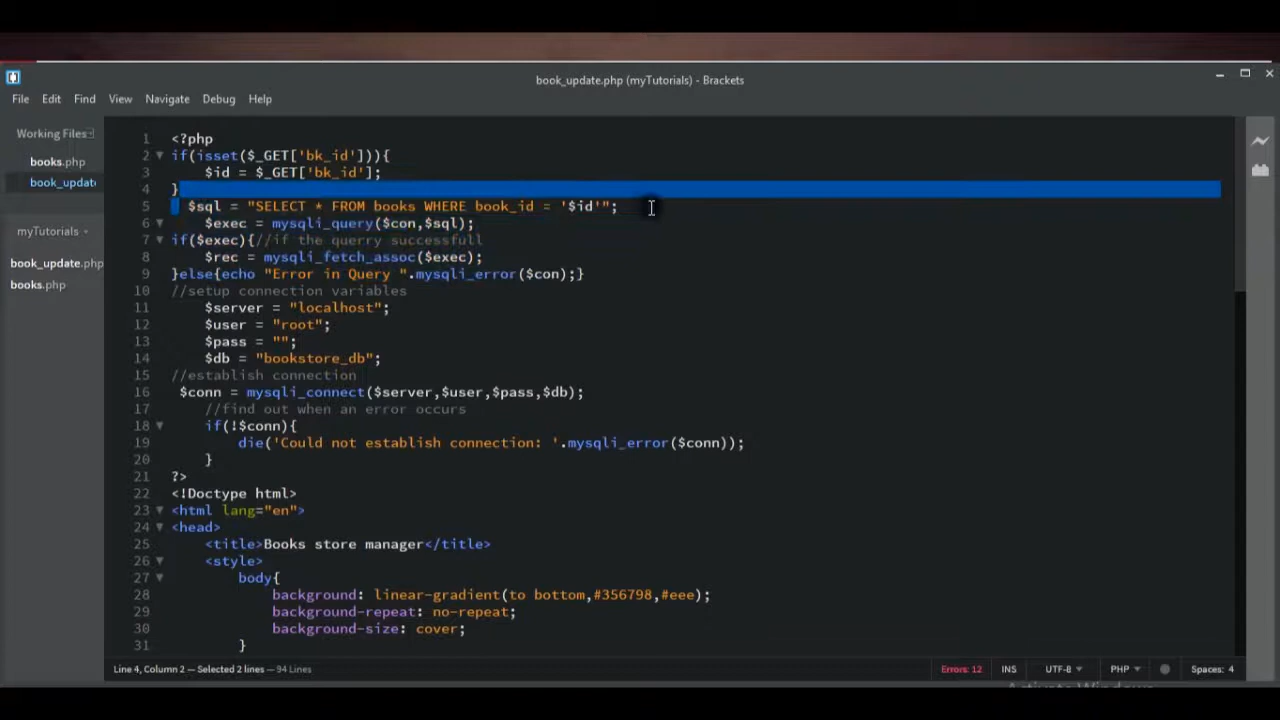 book_update.php (myTutorials) - Brackets
File Edit Find View Navigate Debug Help
Working Files
books.php
book_update
myTutorials
book_update.php
books.php
1 <?php
2 if(isset($_GET['bk_id'])){
3 $id = $_GET['bk_id'];
4 }
5 $sql = "SELECT * FROM books WHERE book_id = '$id'";
6 $exec = mysqli_query($con,$sql);
7 if($exec){//if the querry successfull
8 $rec = mysqli_fetch_assoc($exec);
9 }else{echo "Error in Query ".mysqli_error($con);}
10 //setup connection variables
11 $server = "localhost";
12 $user = "root";
13 $pass = "";
14 $db = "bookstore_db";
15 //establish connection
16 $conn = mysqli_connect($server,$user,$pass,$db);
17 //find out when an error occurs
18 if(!$conn){
19 die('Could not establish connection: '.mysqli_error($conn));
20 }
21 ?>
22 <!Doctype html>
23 <html lang="en">
24 <head>
25 <title>Books store manager</title>
26 <style>
27 body{
28 background: linear-gradient(to bottom,#356798,#eee);
29 background-repeat: no-repeat;
30 background-size: cover;
31 }
Line 4, Column 2 — Selected 2 lines — 94 Lines
Errors: 12 INS UTF-8 PHP Spaces: 4